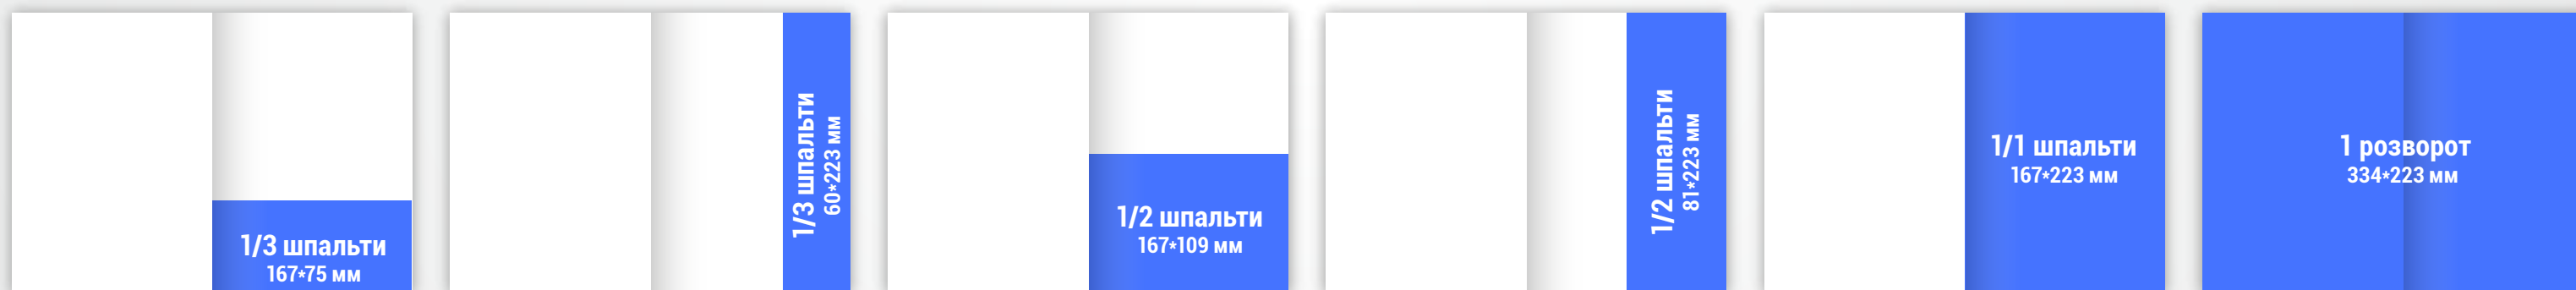 1/3 шпальти
167*75 мм
1/3 шпальти
60*223 мм
1/2 шпальти
167*109 мм
1/2 шпальти
81*223 мм
1/1 шпальти
167*223 мм
1 розворот
334*223 мм